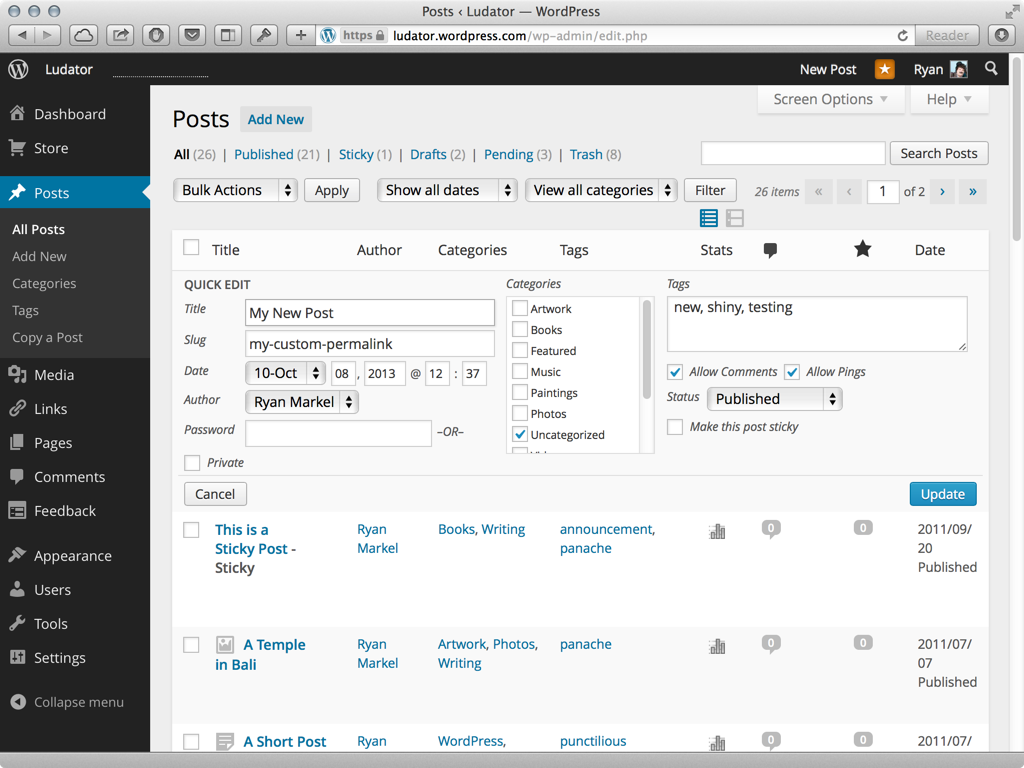 Posts ‹ Ludator — WordPress
https ludator.wordpress.com/wp-admin/edit.php Reader
Ludator New Post Ryan
Screen Options Help
Dashboard
Store
Posts
All Posts
Add New
Categories
Tags
Copy a Post
Media
Links
Pages
Comments
Feedback
Appearance
Users
Tools
Settings
Collapse menu
Posts Add New
All (26) | Published (21) | Sticky (1) | Drafts (2) | Pending (3) | Trash (8)
Search Posts
Bulk Actions Apply Show all dates View all categories Filter 26 items « ‹ 1 of 2 › »
Title Author Categories Tags Stats Date
QUICK EDIT
Title My New Post
Slug my-custom-permalink
Date 10-Oct 08 , 2013 @ 12 : 37
Author Ryan Markel
Password –OR–
Private
Categories
Artwork
Books
Featured
Music
Paintings
Photos
Uncategorized
Tags
new, shiny, testing
Allow Comments Allow Pings
Status Published
Make this post sticky
Cancel Update
This is a Ryan Books, Writing announcement, 0 0 2011/09/
Sticky Post - Markel panache 20
Sticky Published
A Temple Ryan Artwork, Photos, panache 0 0 2011/07/
in Bali Markel Writing 07
Published
A Short Post Ryan WordPress, punctilious 0 0 2011/07/